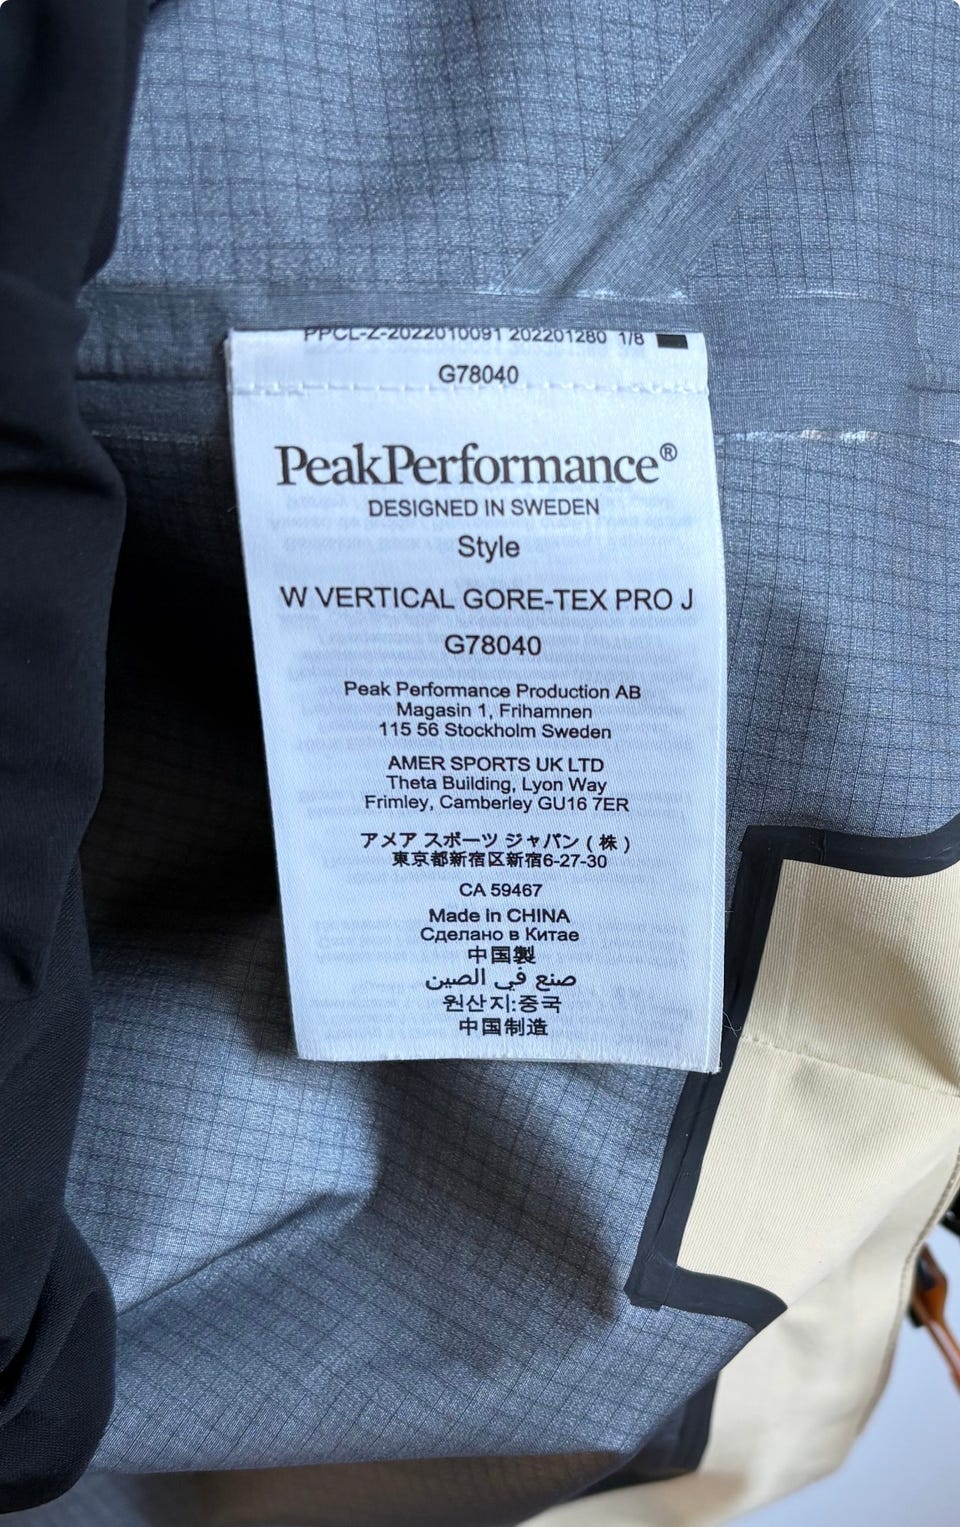 PPCL-Z-2022010091 202201280 1/8
G78040
PeakPerformance®
DESIGNED IN SWEDEN
Style
W VERTICAL GORE-TEX PRO J
G78040
Peak Performance Production AB
Magasin 1, Frihamnen
115 56 Stockholm Sweden
AMER SPORTS UK LTD
Theta Building, Lyon Way
Frimley, Camberley GU16 7ER
アメア スポーツ ジャパン ( 株 )
東京都新宿区新宿6-27-30
CA 59467
Made in CHINA
Сделано в Китае
中国製
صنع في الصين
원산지:중국
中国制造